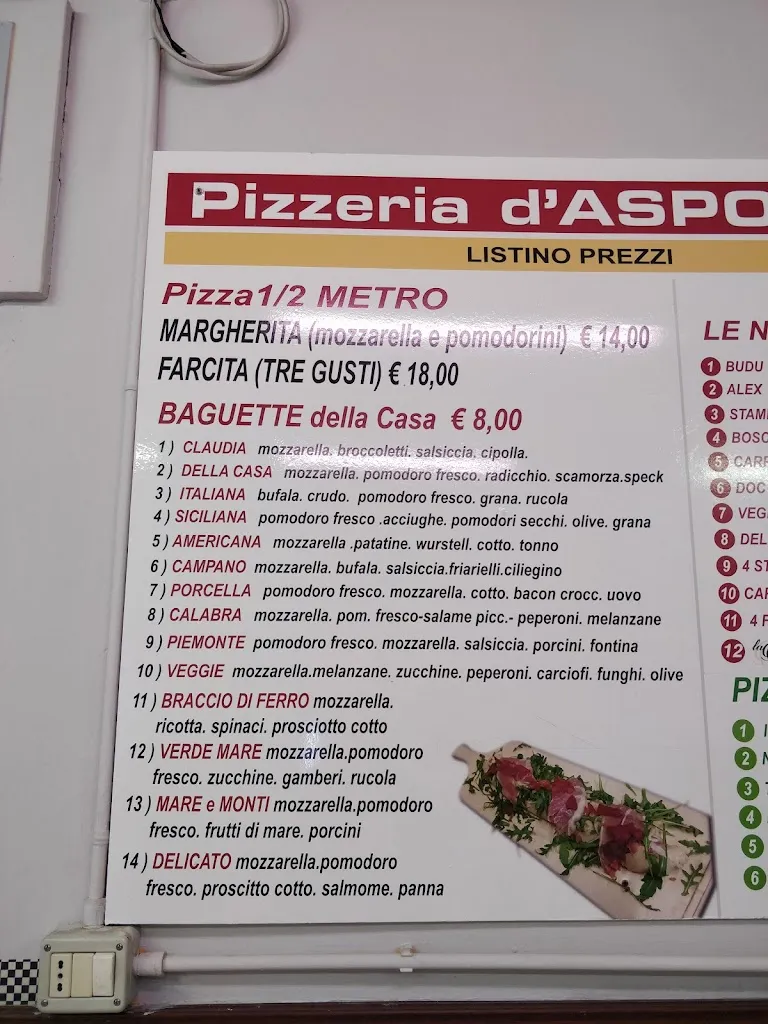 Pizzeria d'ASPO
LISTINO PREZZI
Pizza 1/2 METRO
MARGHERITA (mozzarella e pomodorini) € 14,00
FARCITA (TRE GUSTI) € 18,00
BAGUETTE della Casa € 8,00
1) CLAUDIA mozzarella. broccoletti. salsiccia. cipolla.
2) DELLA CASA mozzarella. pomodoro fresco. radicchio. scamorza.speck
3) ITALIANA bufala. crudo. pomodoro fresco. grana. rucola
4) SICILIANA pomodoro fresco .acciughe. pomodori secchi. olive. grana
5) AMERICANA mozzarella .patatine. wurstell. cotto. tonno
6) CAMPANO mozzarella. bufala. salsiccia.friarielli.ciliegino
7) PORCELLA pomodoro fresco. mozzarella. cotto. bacon crocc. uovo
8) CALABRA mozzarella. pom. fresco-salame picc.- peperoni. melanzane
9) PIEMONTE pomodoro fresco. mozzarella. salsiccia. porcini. fontina
10) VEGGIE mozzarella.melanzane. zucchine. peperoni. carciofi. funghi. olive
11) BRACCIO DI FERRO mozzarella.
ricotta. spinaci. prosciotto cotto
12) VERDE MARE mozzarella.pomodoro
fresco. zucchine. gamberi. rucola
13) MARE e MONTI mozzarella.pomodoro
fresco. frutti di mare. porcini
14) DELICATO mozzarella.pomodoro
fresco. proscitto cotto. salmome. panna
LE N
1 BUDU
2 ALEX
3 STAM
4 BOSC
5 CARR
6 DOC
7 VEG
8 DEL
9 4 ST
10 CAP
11 4 F
12 la
PIZ
1
2
3
4
5
6